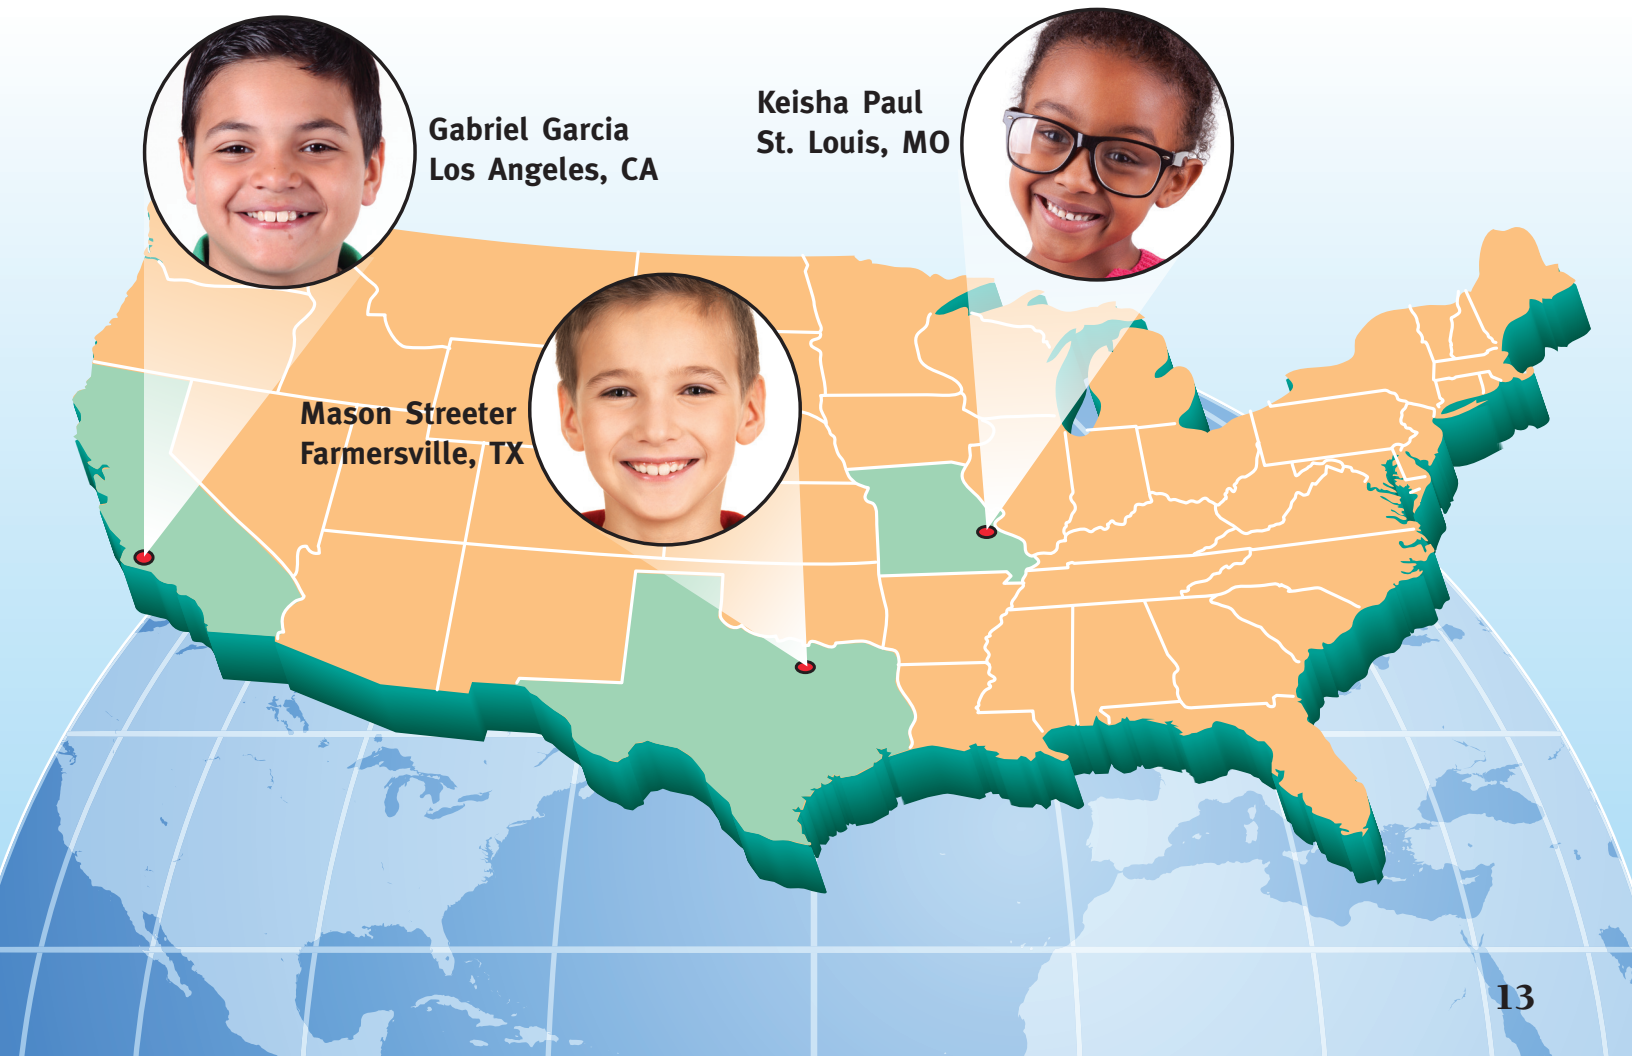 Gabriel Garcia
Los Angeles, CA
Keisha Paul
St. Louis, MO
Mason Streeter
Farmersville, TX
13